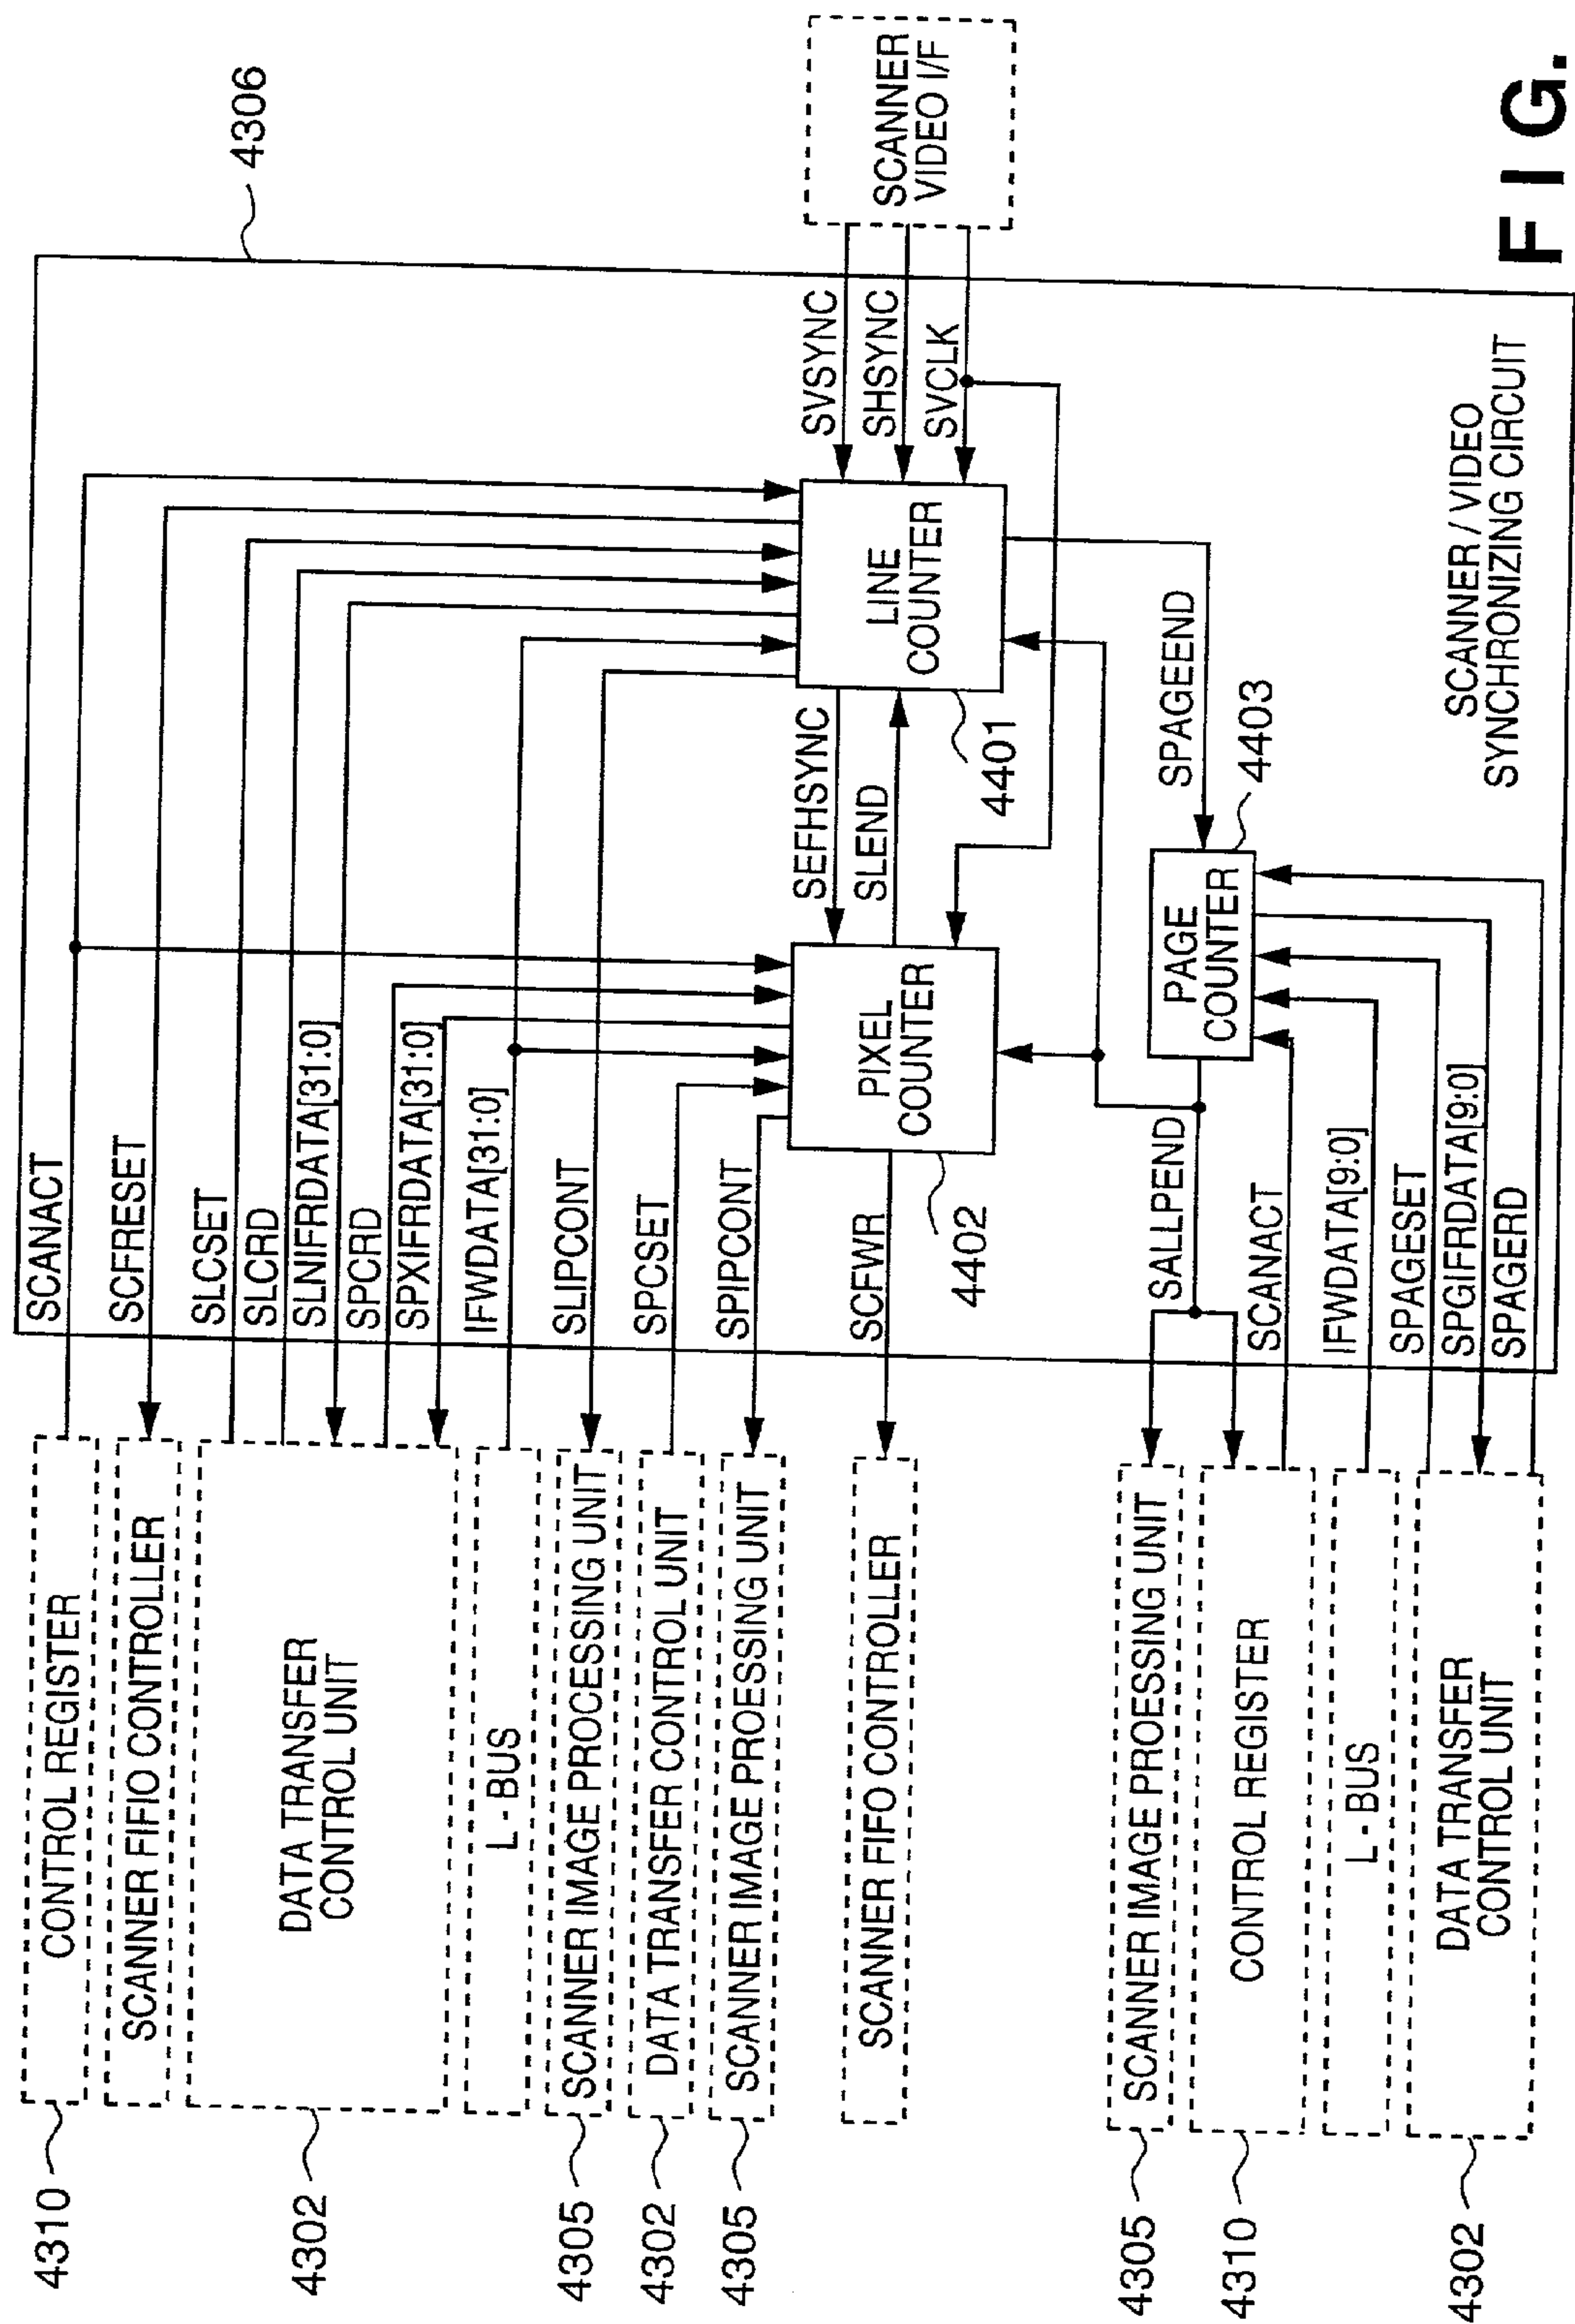 4306
SCANNER
VIDEO I/F
SVSYNC
SHSYNC
SVCLK
SCANNER / VIDEO
SYNCHRONIZING CIRCUIT
LINE
COUNTER
4401
SEFHSYNC
SLEND
SPAGEEND
4403
PIXEL
COUNTER
4402
PAGE
COUNTER
SCANACT
SCFRESET
SLCSET
SLCRD
SLNIFRDATA[31:0]
SPCRD
SPXIFRDATA[31:0]
IFWDATA[31:0]
SLIPCONT
SPCSET
SPIPCONT
SCFWR
SALLPEND
SCANACT
IFWDATA[9:0]
SPAGESET
SPGIFRDATA[9:0]
SPAGERD
CONTROL REGISTER
SCANNER FIFIO CONTROLLER
DATA TRANSFER
CONTROL UNIT
L - BUS
SCANNER IMAGE PROCESSING UNIT
DATA TRANSFER CONTROL UNIT
SCANNER IMAGE PROESSING UNIT
SCANNER FIFO CONTROLLER
SCANNER IMAGE PROESSING UNIT
CONTROL REGISTER
L - BUS
DATA TRANSFER
CONTROL UNIT
4310
4302
4305
4302
4305
4305
4310
4302
FIG.